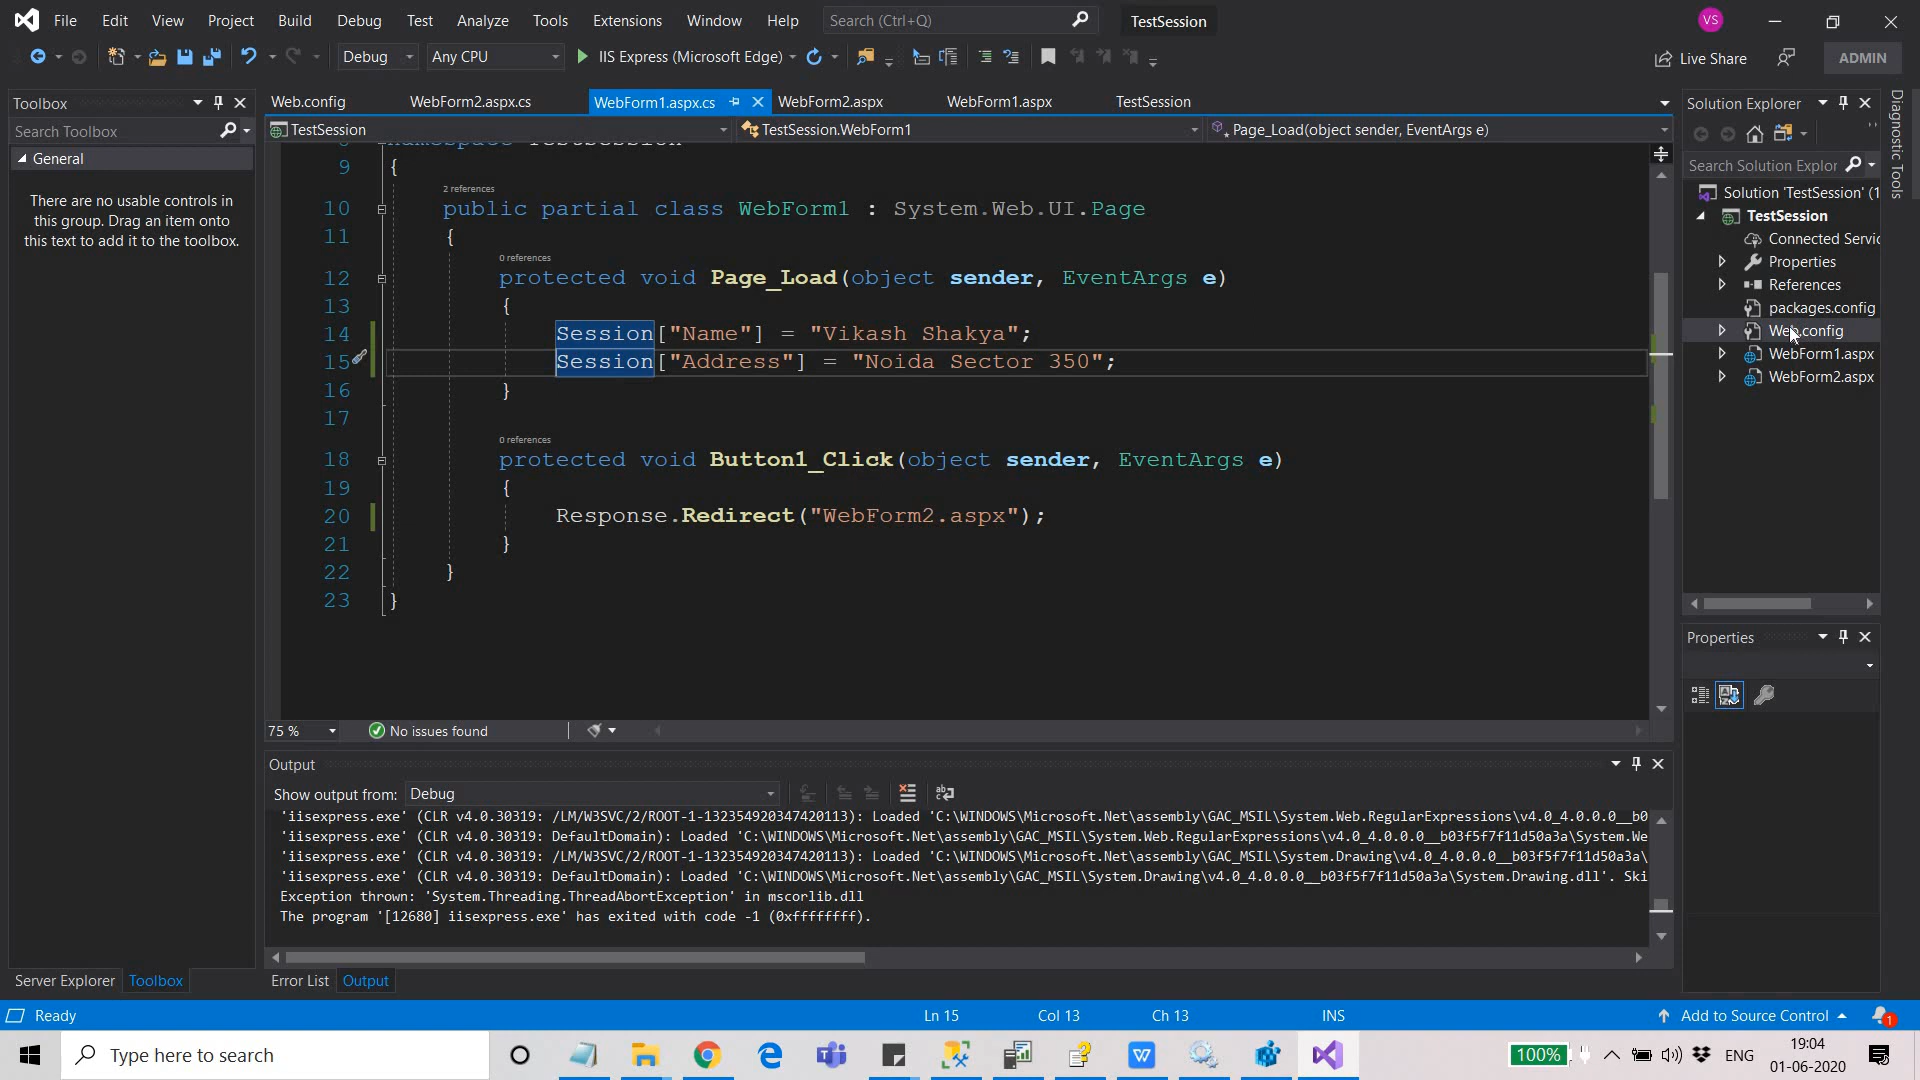 File Edit View Project Build Debug Test Analyze Tools Extensions Window Help Search (Ctrl+Q) TestSession VS
Debug Any CPU IIS Express (Microsoft Edge) Live Share ADMIN
Toolbox
Search Toolbox
General
There are no usable controls in
this group. Drag an item onto
this text to add it to the toolbox.
Server Explorer Toolbox
Web.config WebForm2.aspx.cs WebForm1.aspx.cs WebForm2.aspx WebForm1.aspx TestSession
TestSession TestSession.WebForm1 Page_Load(object sender, EventArgs e)
9 {
2 references
10 public partial class WebForm1 : System.Web.UI.Page
11 {
0 references
12 protected void Page_Load(object sender, EventArgs e)
13 {
14 Session["Name"] = "Vikash Shakya";
15 Session["Address"] = "Noida Sector 350";
16 }
17
0 references
18 protected void Button1_Click(object sender, EventArgs e)
19 {
20 Response.Redirect("WebForm2.aspx");
21 }
22 }
23 }
75 % No issues found
Output
Show output from: Debug
'iisexpress.exe' (CLR v4.0.30319: /LM/W3SVC/2/ROOT-1-132354920347420113): Loaded 'C:\WINDOWS\Microsoft.Net\assembly\GAC_MSIL\System.Web.RegularExpressions\v4.0_4.0.0.0__b0
'iisexpress.exe' (CLR v4.0.30319: DefaultDomain): Loaded 'C:\WINDOWS\Microsoft.Net\assembly\GAC_MSIL\System.Web.RegularExpressions\v4.0_4.0.0.0__b03f5f7f11d50a3a\System.We
'iisexpress.exe' (CLR v4.0.30319: /LM/W3SVC/2/ROOT-1-132354920347420113): Loaded 'C:\WINDOWS\Microsoft.Net\assembly\GAC_MSIL\System.Drawing\v4.0_4.0.0.0__b03f5f7f11d50a3a\
'iisexpress.exe' (CLR v4.0.30319: DefaultDomain): Loaded 'C:\WINDOWS\Microsoft.Net\assembly\GAC_MSIL\System.Drawing\v4.0_4.0.0.0__b03f5f7f11d50a3a\System.Drawing.dll'. Ski
Exception thrown: 'System.Threading.ThreadAbortException' in mscorlib.dll
The program '[12680] iisexpress.exe' has exited with code -1 (0xffffffff).
Error List Output
Solution Explorer
Search Solution Explor
Solution 'TestSession' (1
TestSession
Connected Servic
Properties
References
packages.config
Web.config
WebForm1.aspx
WebForm2.aspx
Properties
Diagnostic Tools
Ready Ln 15 Col 13 Ch 13 INS Add to Source Control 1
Type here to search 100% ENG 19:04
01-06-2020